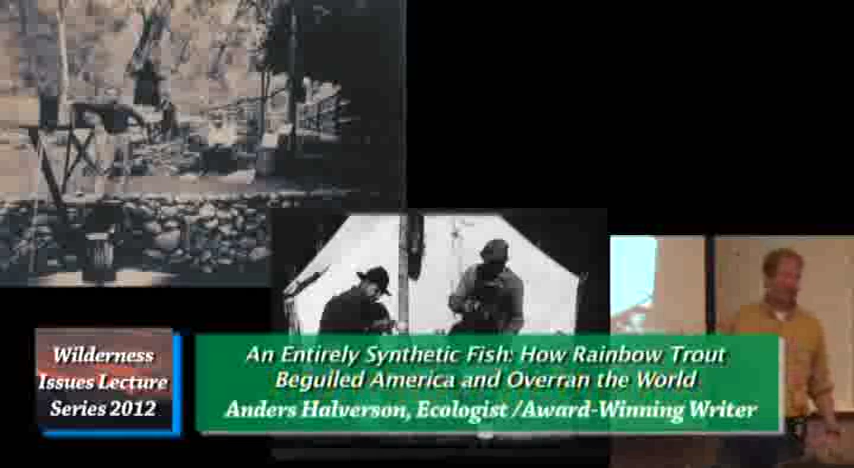 Wilderness
Issues Lecture
Series 2012
An Entirely Synthetic Fish: How Rainbow Trout
Beguiled America and Overran the World
Anders Halverson, Ecologist /Award-Winning Writer